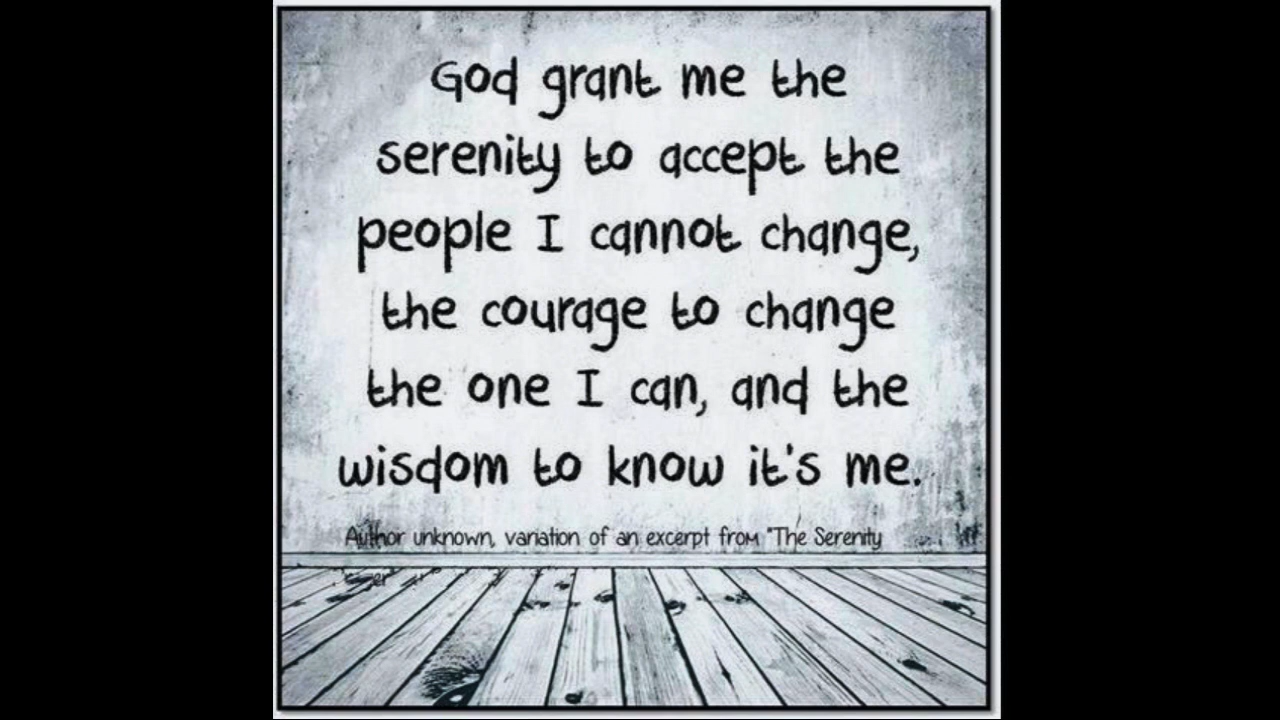 God grant me the
serenity to accept the
people I cannot change,
the courage to change
the one I can, and the
wisdom to know it's me.
Author unknown, variation of an excerpt from "The Serenity